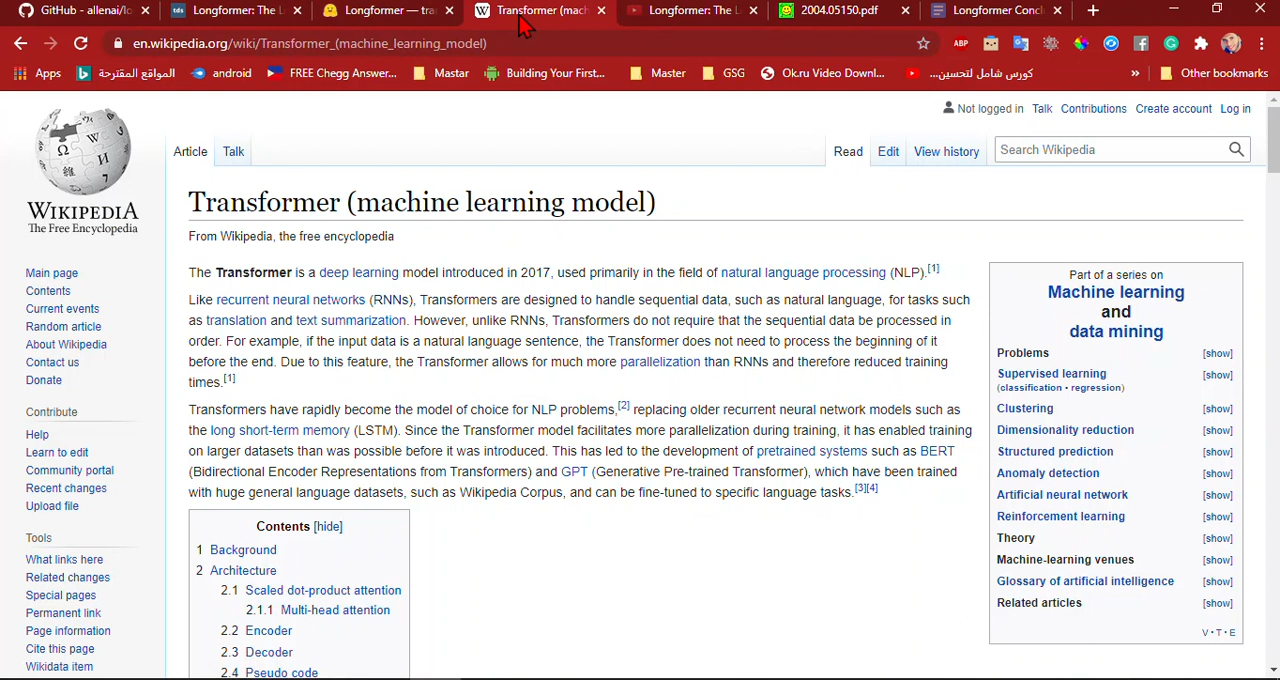 GitHub - allenai/lo
Longformer: The L
Longformer — tra
Transformer (mach
Longformer: The L
2004.05150.pdf
Longformer Conc
en.wikipedia.org/wiki/Transformer_(machine_learning_model)
Apps
المواقع المقترحة
android
FREE Chegg Answer...
Mastar
Building Your First...
Master
GSG
Ok.ru Video Downl...
كورس شامل لتحسين...
»
Other bookmarks
Not logged in Talk Contributions Create account Log in
Article Talk
Read Edit View history
Search Wikipedia
WIKIPEDIA
The Free Encyclopedia
Main page
Contents
Current events
Random article
About Wikipedia
Contact us
Donate
Contribute
Help
Learn to edit
Community portal
Recent changes
Upload file
Tools
What links here
Related changes
Special pages
Permanent link
Page information
Cite this page
Wikidata item
Transformer (machine learning model)
From Wikipedia, the free encyclopedia
The Transformer is a deep learning model introduced in 2017, used primarily in the field of natural language processing (NLP).[1]
Like recurrent neural networks (RNNs), Transformers are designed to handle sequential data, such as natural language, for tasks such
as translation and text summarization. However, unlike RNNs, Transformers do not require that the sequential data be processed in
order. For example, if the input data is a natural language sentence, the Transformer does not need to process the beginning of it
before the end. Due to this feature, the Transformer allows for much more parallelization than RNNs and therefore reduced training
times.[1]
Transformers have rapidly become the model of choice for NLP problems,[2] replacing older recurrent neural network models such as
the long short-term memory (LSTM). Since the Transformer model facilitates more parallelization during training, it has enabled training
on larger datasets than was possible before it was introduced. This has led to the development of pretrained systems such as BERT
(Bidirectional Encoder Representations from Transformers) and GPT (Generative Pre-trained Transformer), which have been trained
with huge general language datasets, such as Wikipedia Corpus, and can be fine-tuned to specific language tasks.[3][4]
Contents [hide]
1 Background
2 Architecture
2.1 Scaled dot-product attention
2.1.1 Multi-head attention
2.2 Encoder
2.3 Decoder
2.4 Pseudo code
Part of a series on
Machine learning
and
data mining
Problems [show]
Supervised learning [show]
(classification • regression)
Clustering [show]
Dimensionality reduction [show]
Structured prediction [show]
Anomaly detection [show]
Artificial neural network [show]
Reinforcement learning [show]
Theory [show]
Machine-learning venues [show]
Glossary of artificial intelligence [show]
Related articles [show]
V • T • E